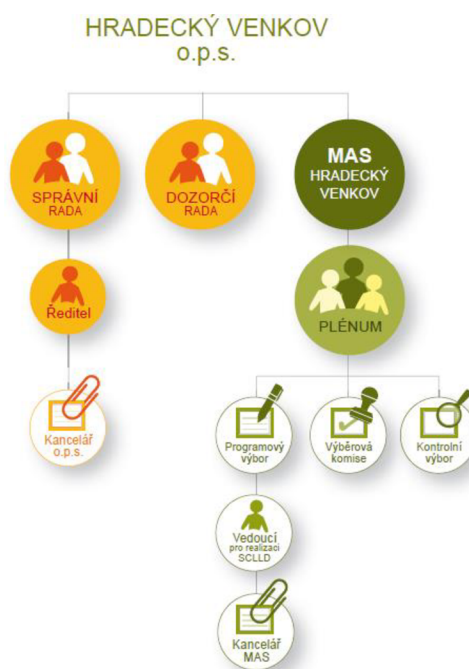 HRADECKÝ VENKOV
o.p.s.
SPRÁVNÍ
RADA
DOZORČÍ
RADA
MAS
HRADECKÝ
VENKOV
Ředitel
PLÉNUM
Kancelář
o.p.s.
Programový
výbor
Výběrová
komise
Kontrolní
výbor
Vedoucí
pro realizaci
SCLLD
Kancelář
MAS